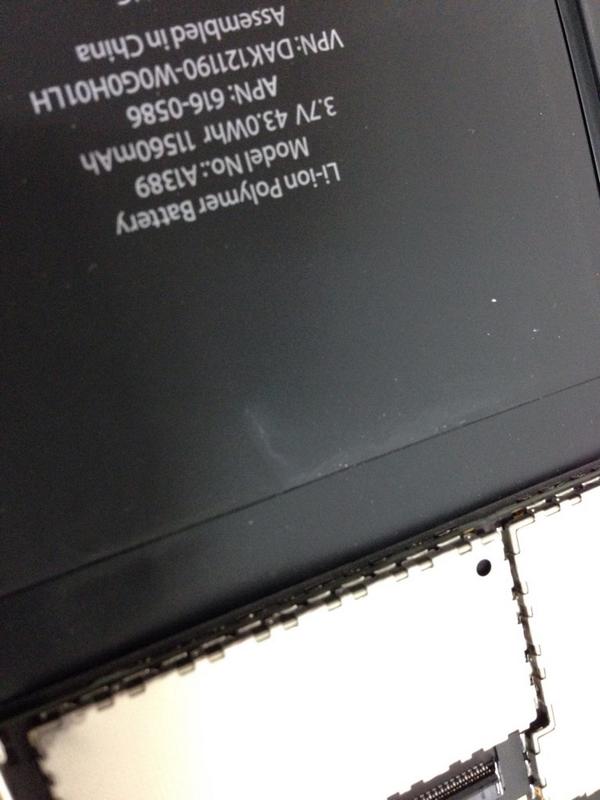 Li-ion Polymer Battery
Model No.: A1389
3.7V 43.0Whr 11560mAh
APN: 616-0586
VPN: DAK121190-W0G0H01LH
Assembled in China